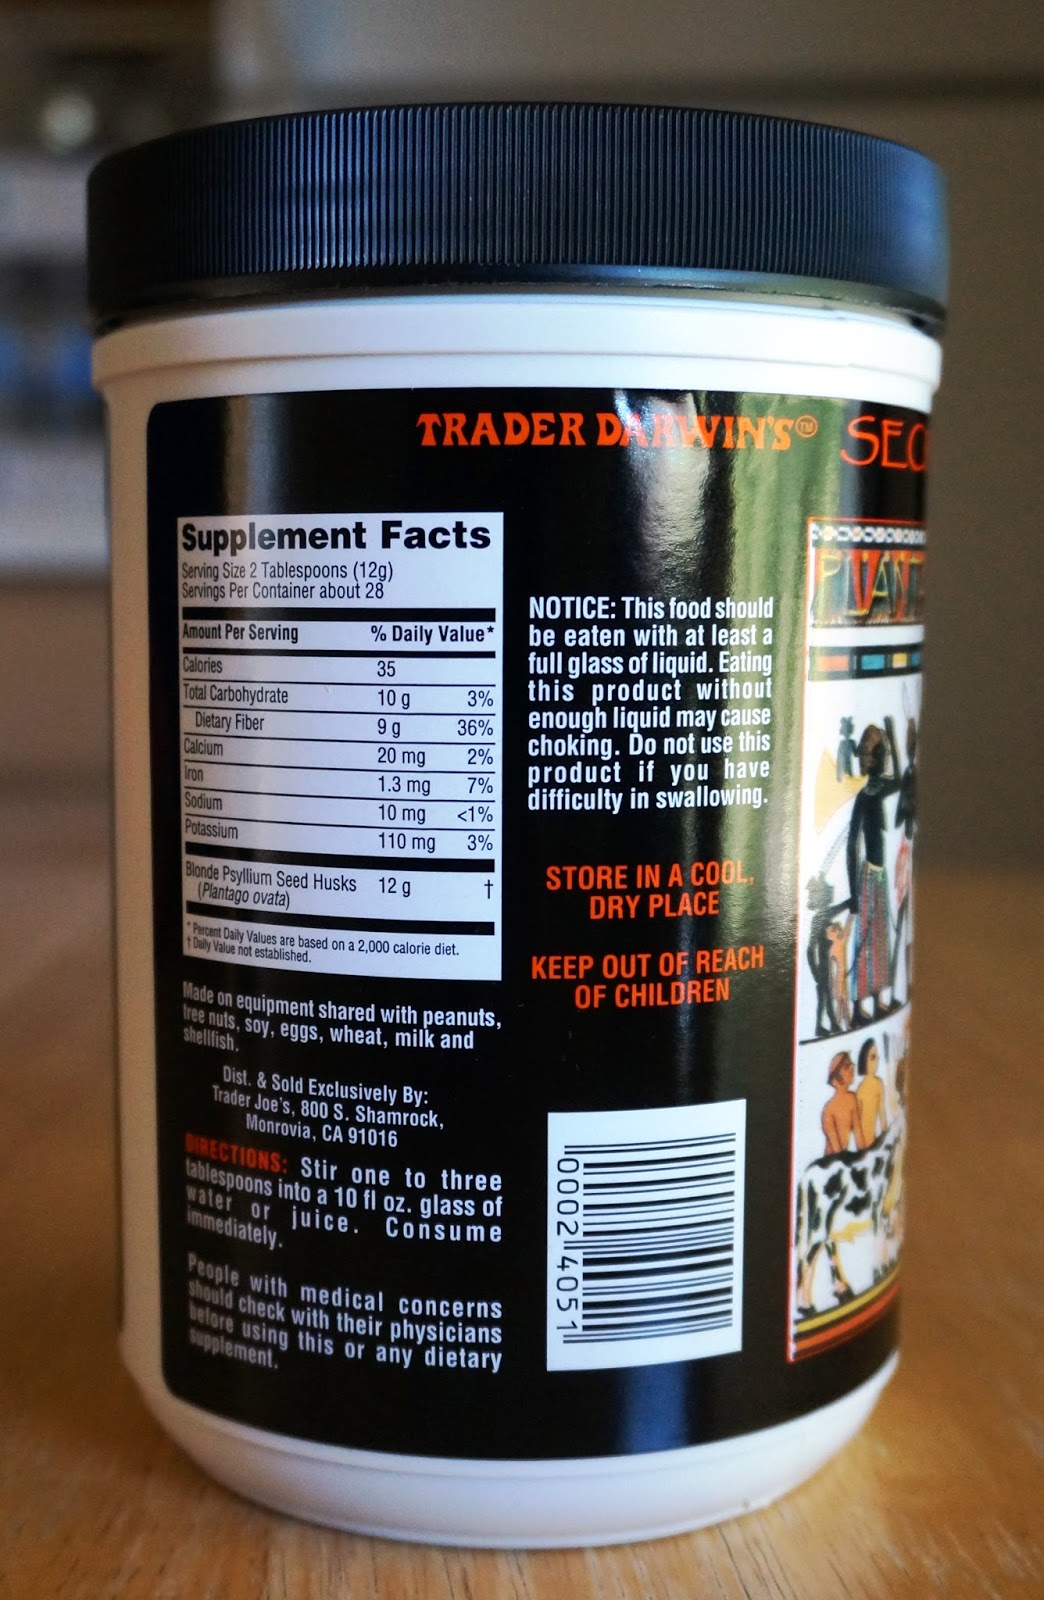 TRADER DARWIN'S™
SEC
Supplement Facts
Serving Size 2 Tablespoons (12g)
Servings Per Container about 28
Amount Per Serving % Daily Value*
Calories 35
Total Carbohydrate 10 g 3%
Dietary Fiber 9 g 36%
Calcium 20 mg 2%
Iron 1.3 mg 7%
Sodium 10 mg <1%
Potassium 110 mg 3%
Blonde Psyllium Seed Husks 12 g †
(Plantago ovata)
* Percent Daily Values are based on a 2,000 calorie diet.
† Daily Value not established.
Made on equipment shared with peanuts,
tree nuts, soy, eggs, wheat, milk and
shellfish.
Dist. & Sold Exclusively By:
Trader Joe's, 800 S. Shamrock,
Monrovia, CA 91016
DIRECTIONS: Stir one to three
tablespoons into a 10 fl oz. glass of
water or juice. Consume
immediately.
People with medical concerns
should check with their physicians
before using this or any dietary
supplement.
NOTICE: This food should
be eaten with at least a
full glass of liquid. Eating
this product without
enough liquid may cause
choking. Do not use this
product if you have
difficulty in swallowing.
STORE IN A COOL,
DRY PLACE
KEEP OUT OF REACH
OF CHILDREN
0002 4051